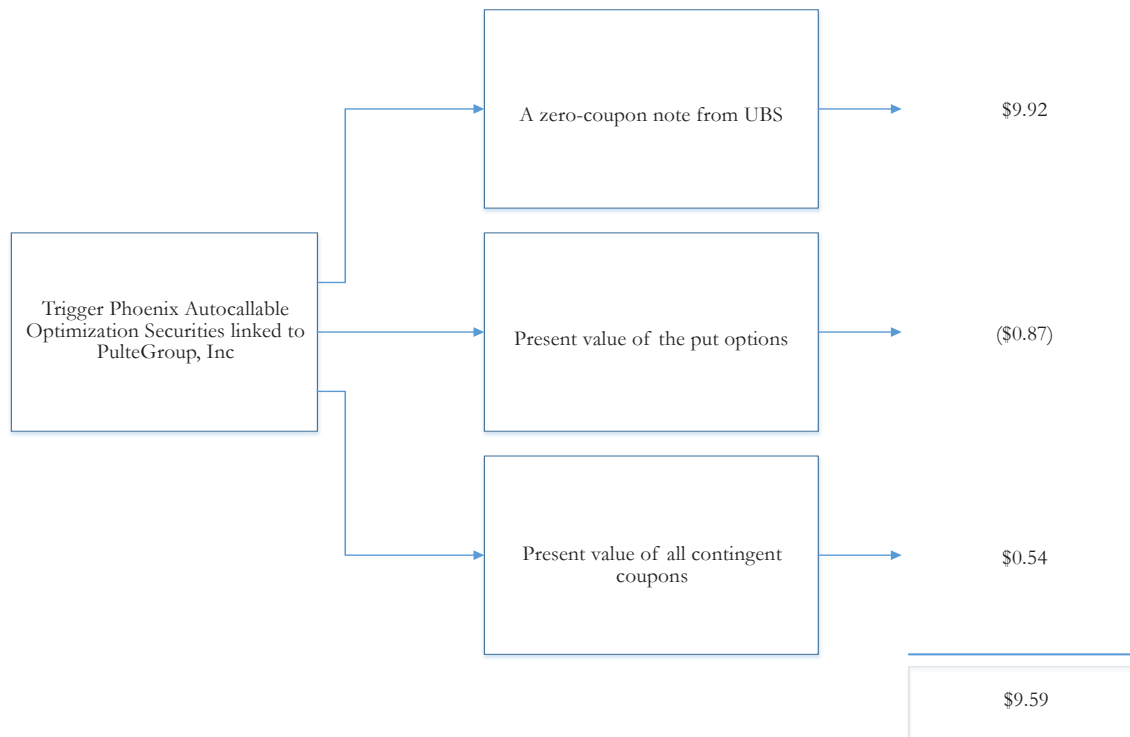 A zero-coupon note from UBS
$9.92
Trigger Phoenix Autocallable
Optimization Securities linked to
PulteGroup, Inc
Present value of the put options
($0.87)
Present value of all contingent
coupons
$0.54
$9.59